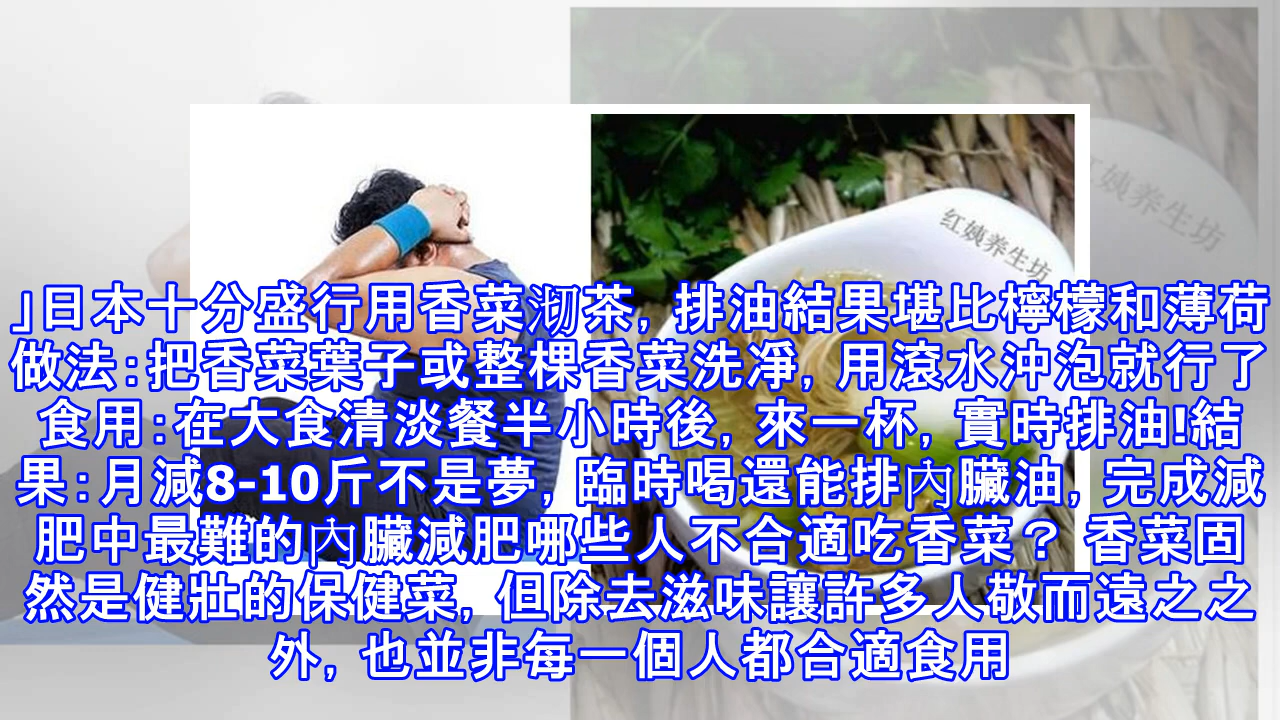 红姨养生坊
红姨养生坊
」日本十分盛行用香菜沏茶, 排油結果堪比檸檬和薄荷
做法:把香菜葉子或整棵香菜洗凈, 用滾水沖泡就行了
食用:在大食清淡餐半小時後, 來一杯, 實時排油!結
果:月減8-10斤不是夢, 臨時喝還能排內臟油, 完成減
肥中最難的內臟減肥哪些人不合適吃香菜? 香菜固
然是健壯的保健菜, 但除去滋味讓許多人敬而遠之之
外, 也並非每一個人都合適食用